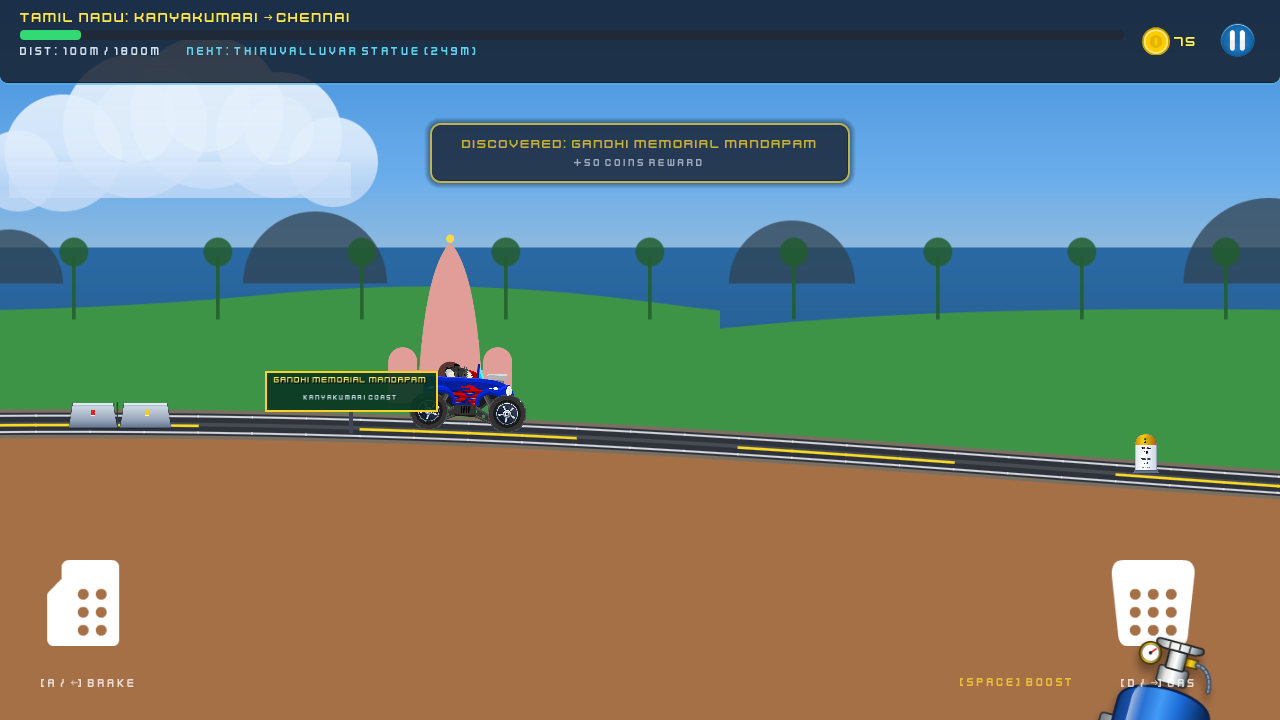 TAMIL NADU: KANYAKUMARI → CHENNAI
DIST: 100M / 1800M NEXT: THIRUVALLUVAR STATUE (249M)
75
DISCOVERED: GANDHI MEMORIAL MANDAPAM
+50 COINS REWARD
GANDHI MEMORIAL MANDAPAM
KANYAKUMARI COAST
[A / ←] BRAKE
[SPACE] BOOST
[D / →] GAS